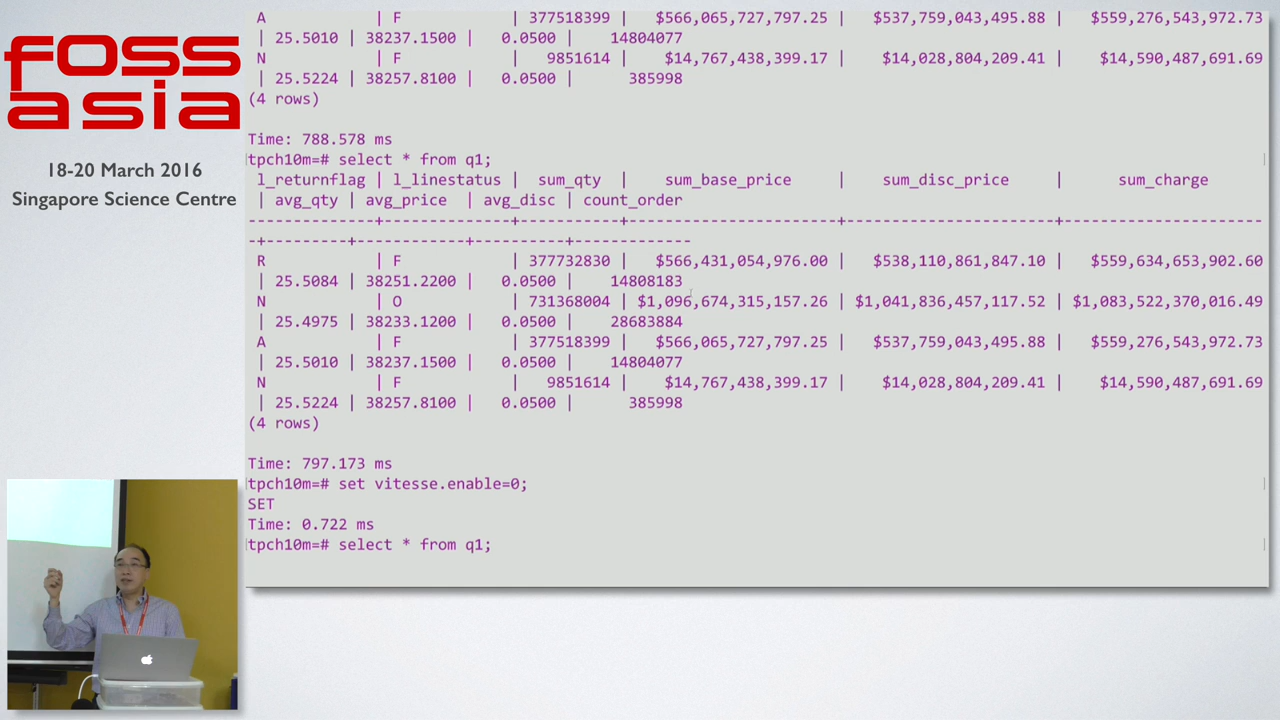 foss
asia
18-20 March 2016
Singapore Science Centre
A | F | 377518399 | $566,065,727,797.25 | $537,759,043,495.88 | $559,276,543,972.73
| 25.5010 | 38237.1500 | 0.0500 | 14804077
N | F | 9851614 | $14,767,438,399.17 | $14,028,804,209.41 | $14,590,487,691.69
| 25.5224 | 38257.8100 | 0.0500 | 385998
(4 rows)
Time: 788.578 ms
tpch10m=# select * from q1;
l_returnflag | l_linestatus | sum_qty | sum_base_price | sum_disc_price | sum_charge
| avg_qty | avg_price | avg_disc | count_order
--------------+--------------+-----------+-----------------------+-----------------------+----------------------
-+---------+------------+----------+-------------
R | F | 377732830 | $566,431,054,976.00 | $538,110,861,847.10 | $559,634,653,902.60
| 25.5084 | 38251.2200 | 0.0500 | 14808183
N | O | 731368004 | $1,096,674,315,157.26 | $1,041,836,457,117.52 | $1,083,522,370,016.49
| 25.4975 | 38233.1200 | 0.0500 | 28683884
A | F | 377518399 | $566,065,727,797.25 | $537,759,043,495.88 | $559,276,543,972.73
| 25.5010 | 38237.1500 | 0.0500 | 14804077
N | F | 9851614 | $14,767,438,399.17 | $14,028,804,209.41 | $14,590,487,691.69
| 25.5224 | 38257.8100 | 0.0500 | 385998
(4 rows)
Time: 797.173 ms
tpch10m=# set vitesse.enable=0;
SET
Time: 0.722 ms
tpch10m=# select * from q1;